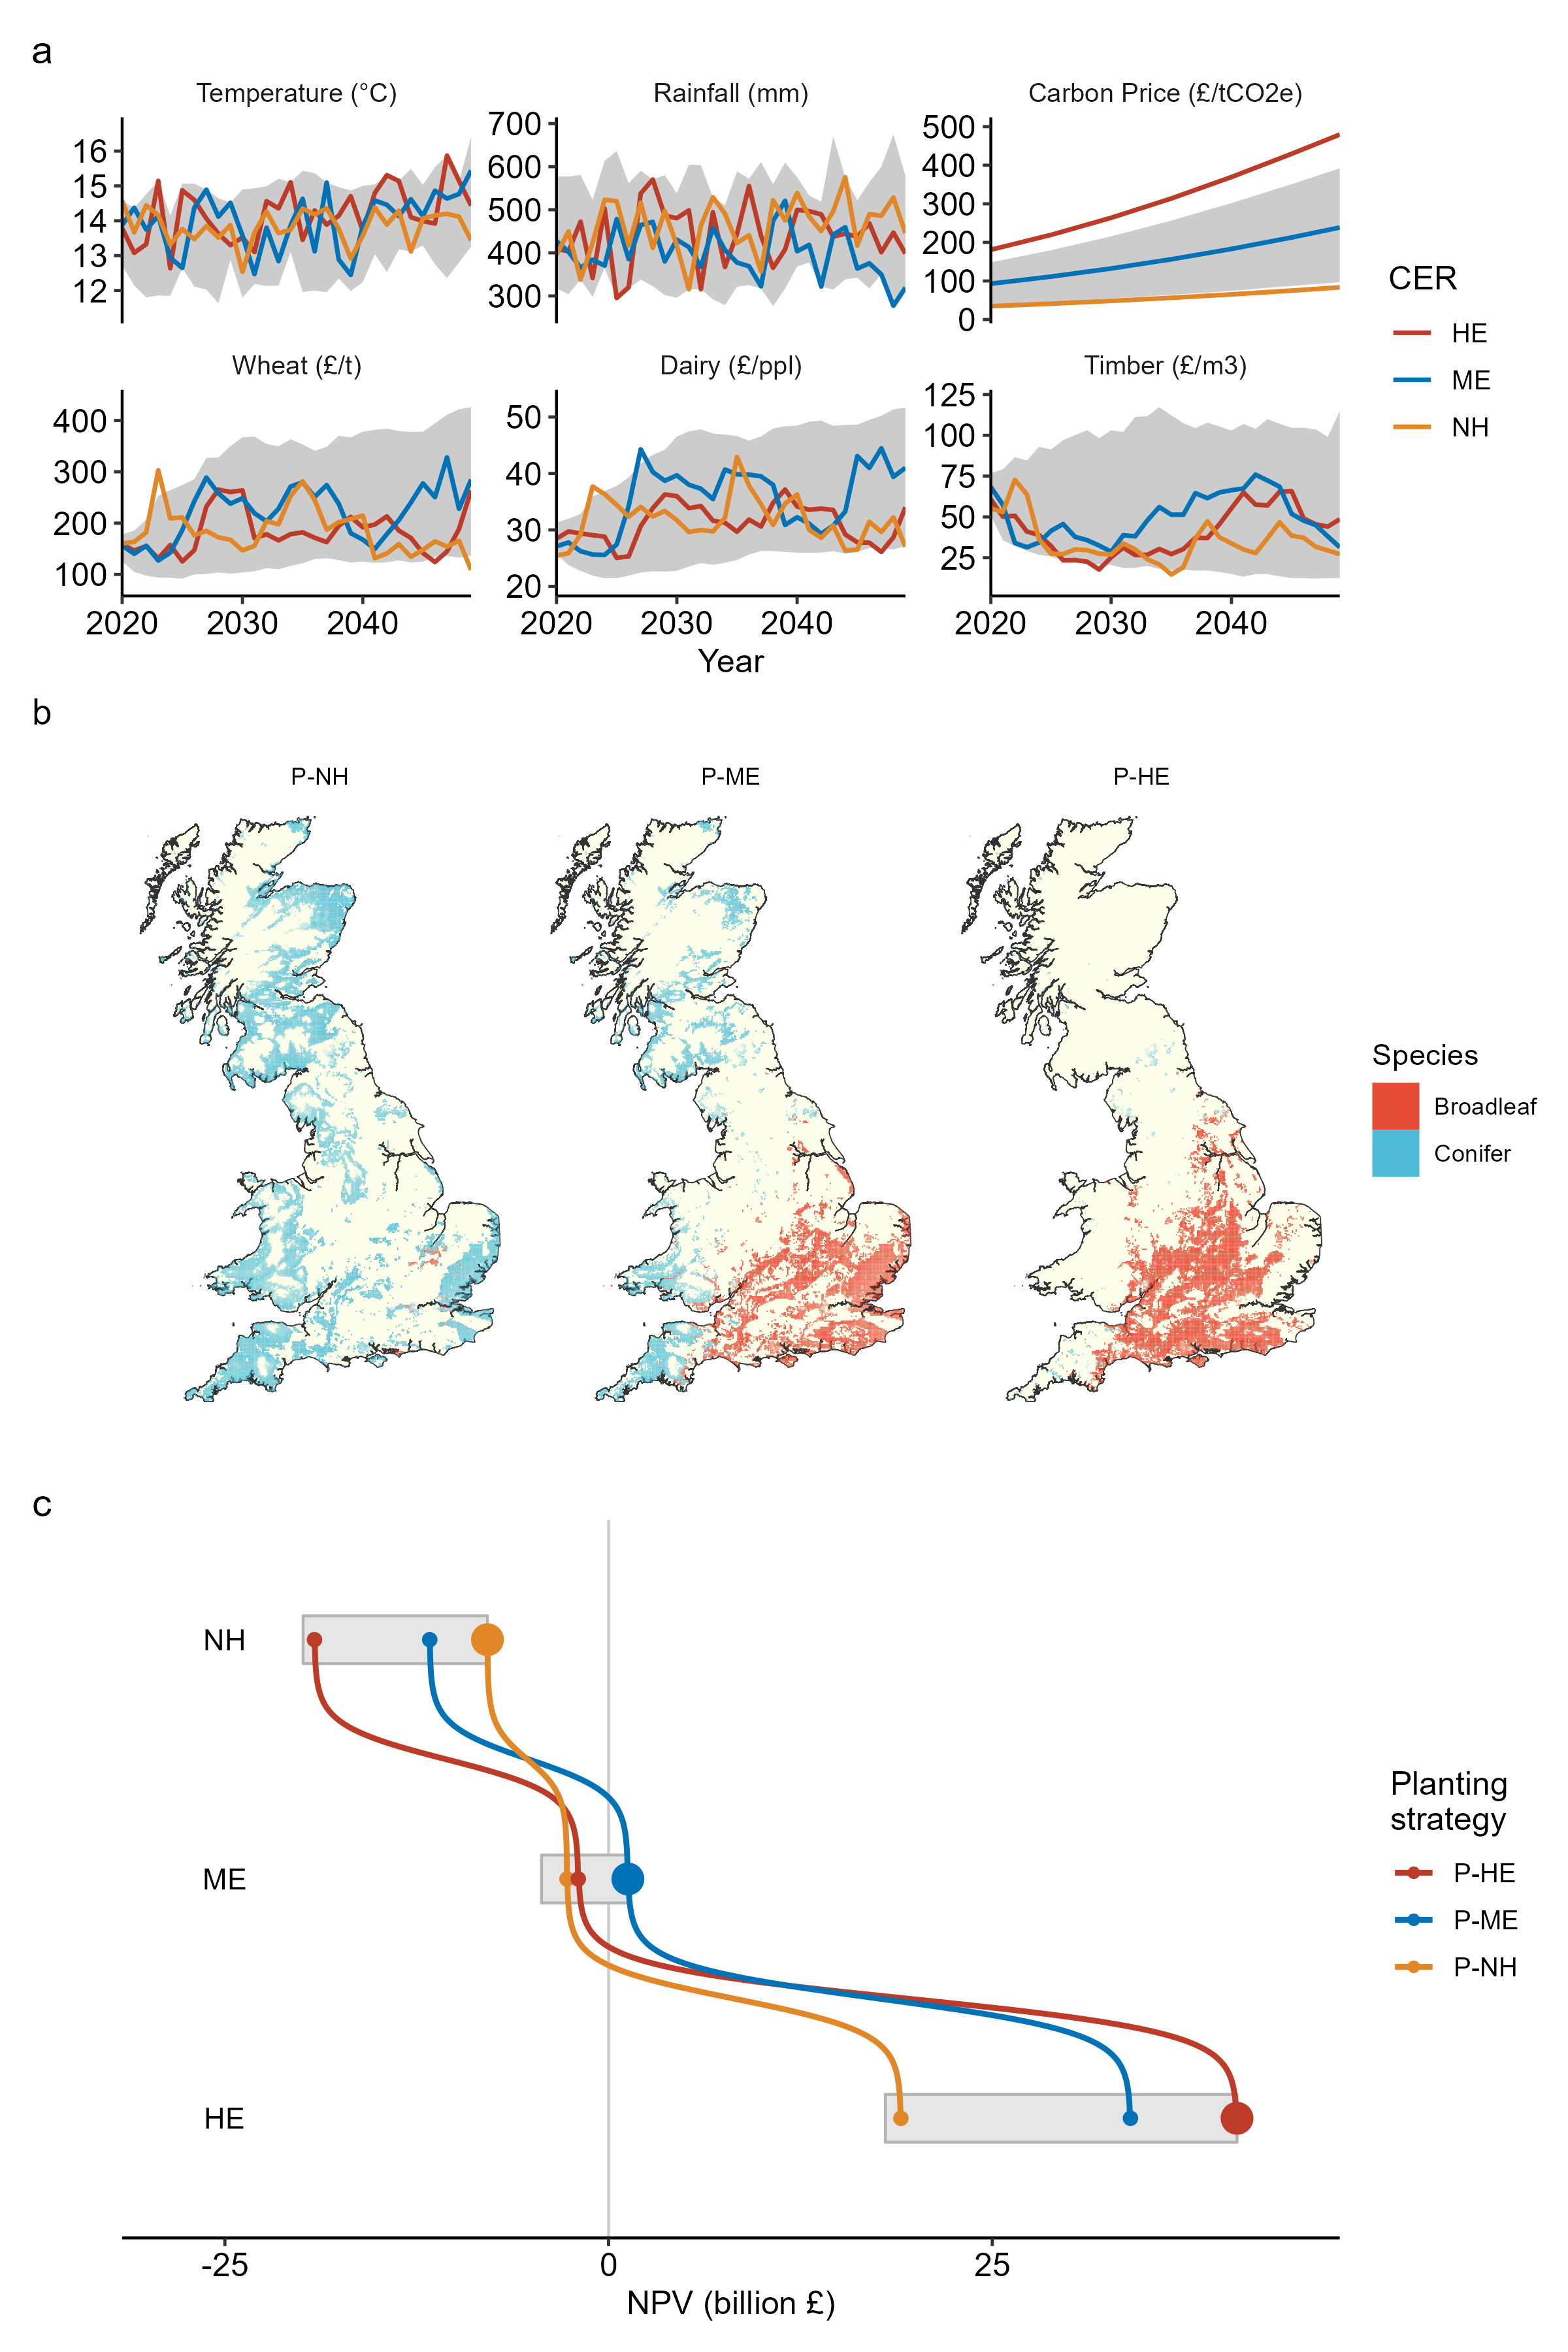 a
Temperature (°C)
Rainfall (mm)
Carbon Price (£/tCO2e)
16
15
14
13
12
700
600
500
400
300
500
400
300
200
100
0
CER
HE
ME
NH
Wheat (£/t)
Dairy (£/ppl)
Timber (£/m3)
400
300
200
100
50
40
30
20
125
100
75
50
25
2020 2030 2040
2020 2030 2040
2020 2030 2040
Year
b
P-NH
P-ME
P-HE
Species
Broadleaf
Conifer
c
NH
ME
HE
Planting
strategy
P-HE
P-ME
P-NH
-25 0 25
NPV (billion £)